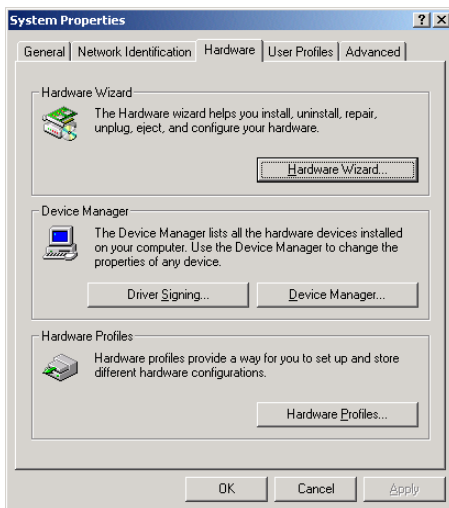 System Properties
General
Network Identification
Hardware
User Profiles
Advanced
Hardware Wizard
The Hardware wizard helps you install, uninstall, repair,
unplug, eject, and configure your hardware.
Hardware Wizard...
Device Manager
The Device Manager lists all the hardware devices installed
on your computer. Use the Device Manager to change the
properties of any device.
Driver Signing...
Device Manager...
Hardware Profiles
Hardware profiles provide a way for you to set up and store
different hardware configurations.
Hardware Profiles...
OK
Cancel
Apply